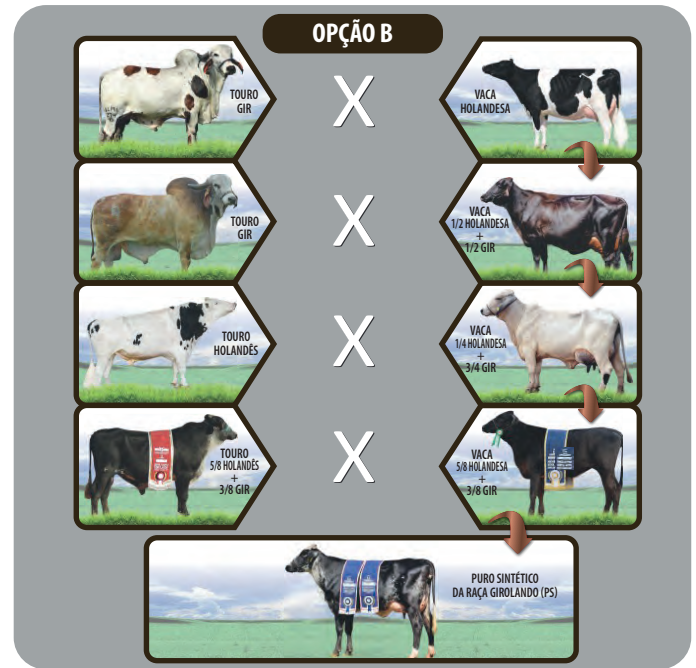 OPÇÃO B
TOURO
GIR
X
VACA
HOLANDESA
TOURO
GIR
X
VACA
1/2 HOLANDESA
+
1/2 GIR
TOURO
HOLANDÊS
X
VACA
1/4 HOLANDESA
+
3/4 GIR
TOURO
5/8 HOLANDÊS
+
3/8 GIR
X
VACA
5/8 HOLANDESA
+
3/8 GIR
PURO SINTÉTICO
DA RAÇA GIROLANDO (PS)